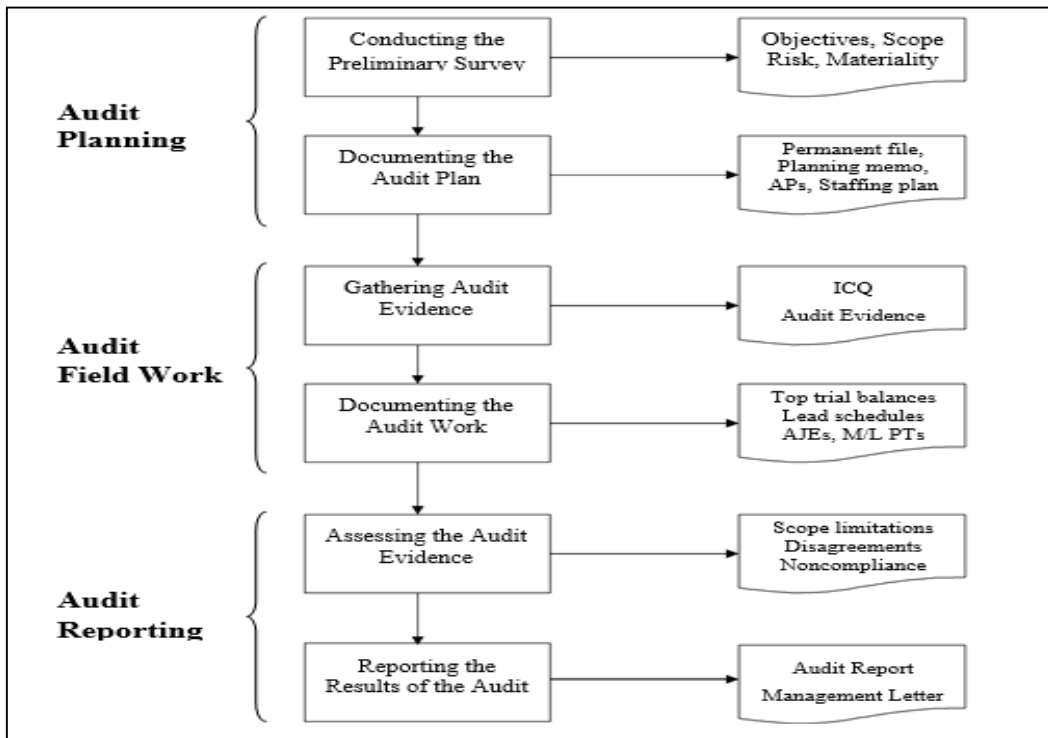 Conducting the
Preliminary Survey
Objectives, Scope
Risk, Materiality
Audit
Planning
Documenting the
Audit Plan
Permanent file,
Planning memo,
APs, Staffing plan
Gathering Audit
Evidence
ICQ
Audit Evidence
Audit
Field Work
Documenting the
Audit Work
Top trial balances
Lead schedules
AJEs, M/L PTs
Assessing the Audit
Evidence
Scope limitations
Disagreements
Noncompliance
Audit
Reporting
Reporting the
Results of the Audit
Audit Report
Management Letter